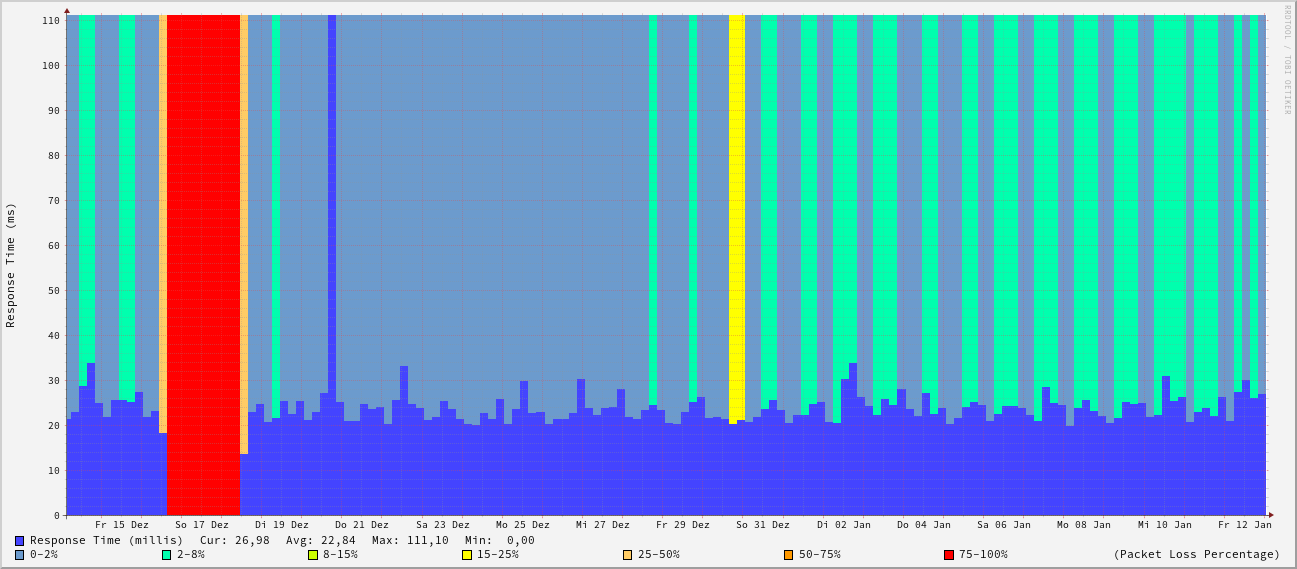 RRDTOOL / TOBI OETIKER
Response Time (ms)
110
100
90
80
70
60
50
40
30
20
10
0
Fr 15 Dez So 17 Dez Di 19 Dez Do 21 Dez Sa 23 Dez Mo 25 Dez Mi 27 Dez Fr 29 Dez So 31 Dez Di 02 Jan Do 04 Jan Sa 06 Jan Mo 08 Jan Mi 10 Jan Fr 12 Jan
Response Time (millis) Cur: 26,98 Avg: 22,84 Max: 111,10 Min: 0,00
0-2% 2-8% 8-15% 15-25% 25-50% 50-75% 75-100% (Packet Loss Percentage)